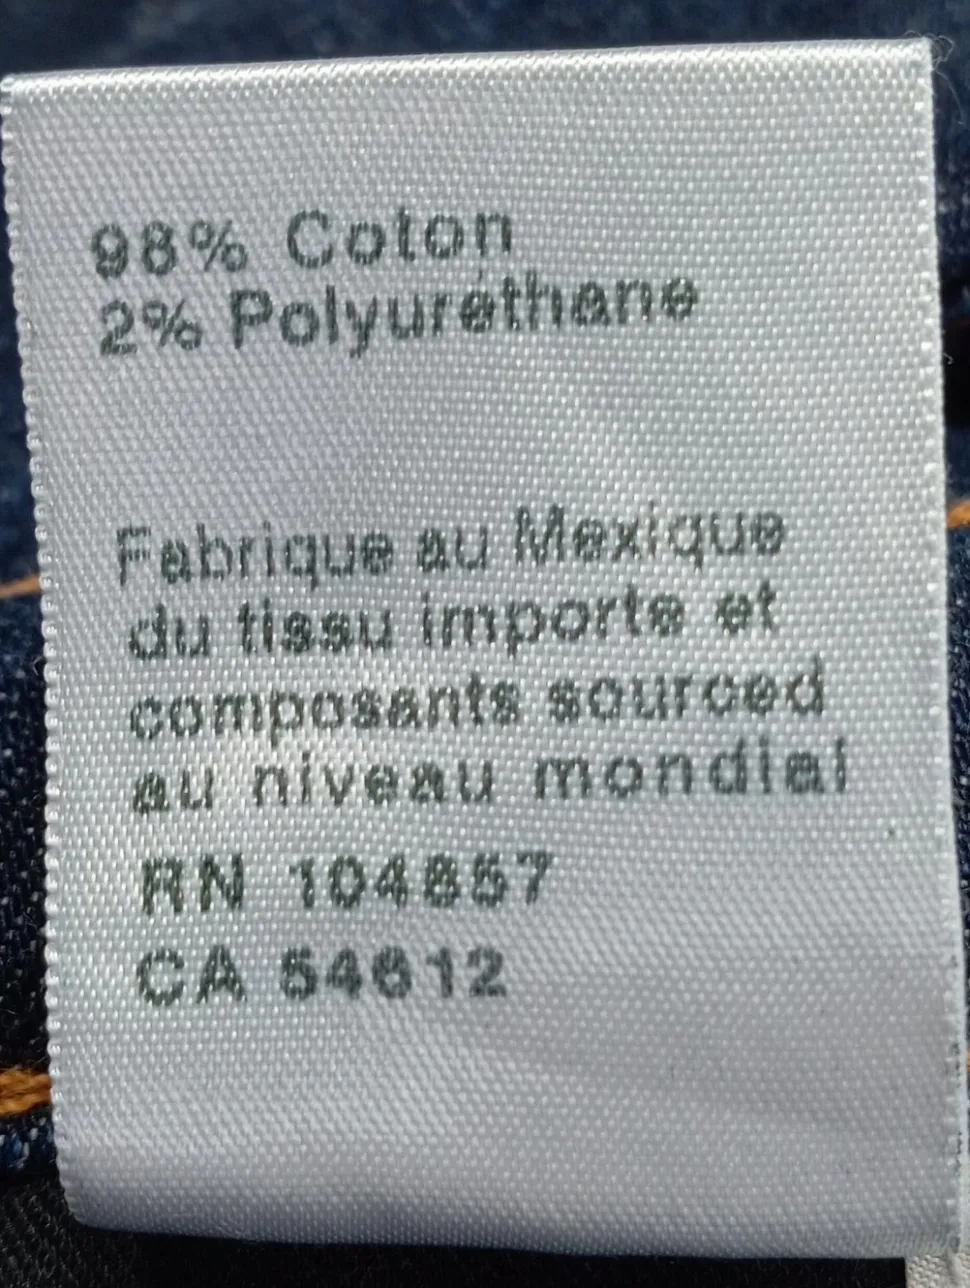 98% Coton
2% Polyuréthane
Fabrique au Mexique
du tissu importe et
composants sourced
au niveau mondial
RN 104857
CA 54612